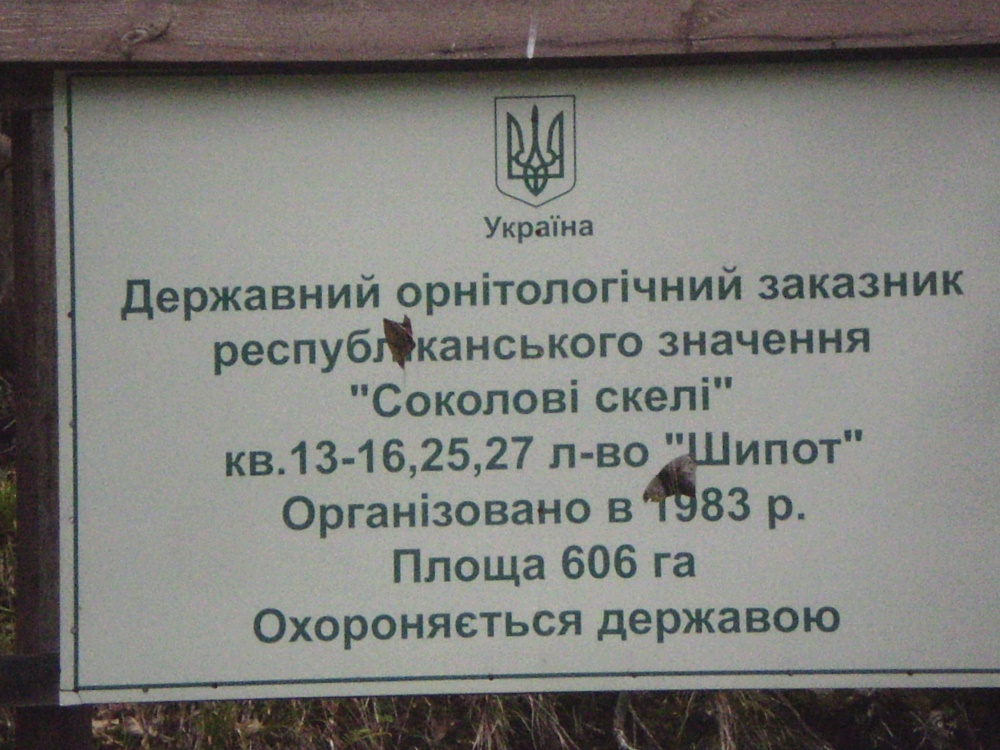 Україна
Державний орнітологічний заказник
республіканського значення
"Соколові скелі"
кв.13-16,25,27 л-во "Шипот"
Організовано в 1983 р.
Площа 606 га
Охороняється державою